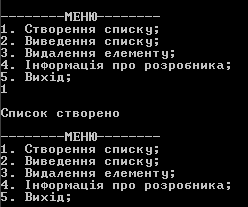 --------МЕНЮ--------
1. Створення списку;
2. Виведення списку;
3. Видалення елементу;
4. Інформація про розробника;
5. Вихід;
1
Список створено
--------МЕНЮ--------
1. Створення списку;
2. Виведення списку;
3. Видалення елементу;
4. Інформація про розробника;
5. Вихід;